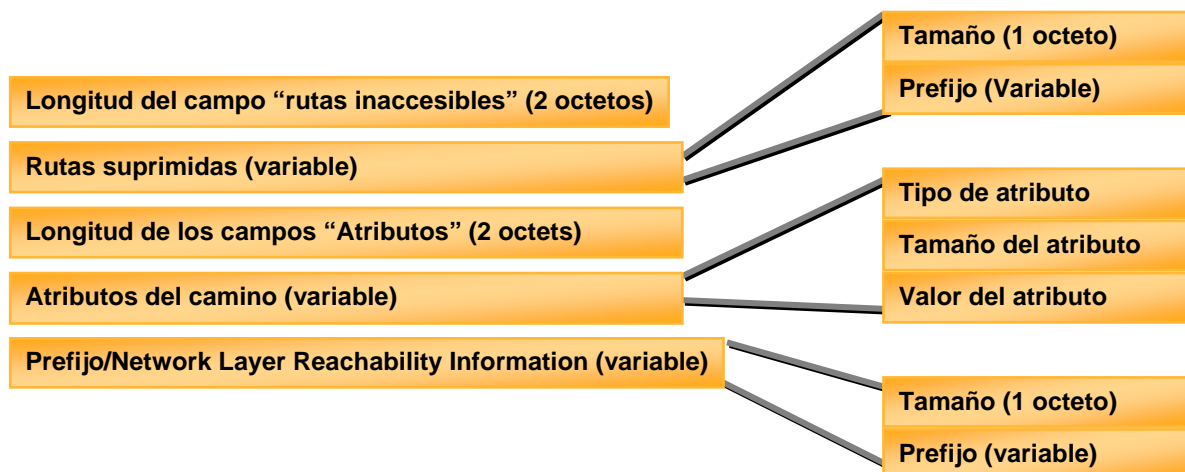 Longitud del campo “rutas inaccesibles” (2 octetos)
Rutas suprimidas (variable)
Longitud de los campos “Atributos” (2 octets)
Atributos del camino (variable)
Prefijo/Network Layer Reachability Information (variable)
Tamaño (1 octeto)
Prefijo (Variable)
Tipo de atributo
Tamaño del atributo
Valor del atributo
Tamaño (1 octeto)
Prefijo (variable)